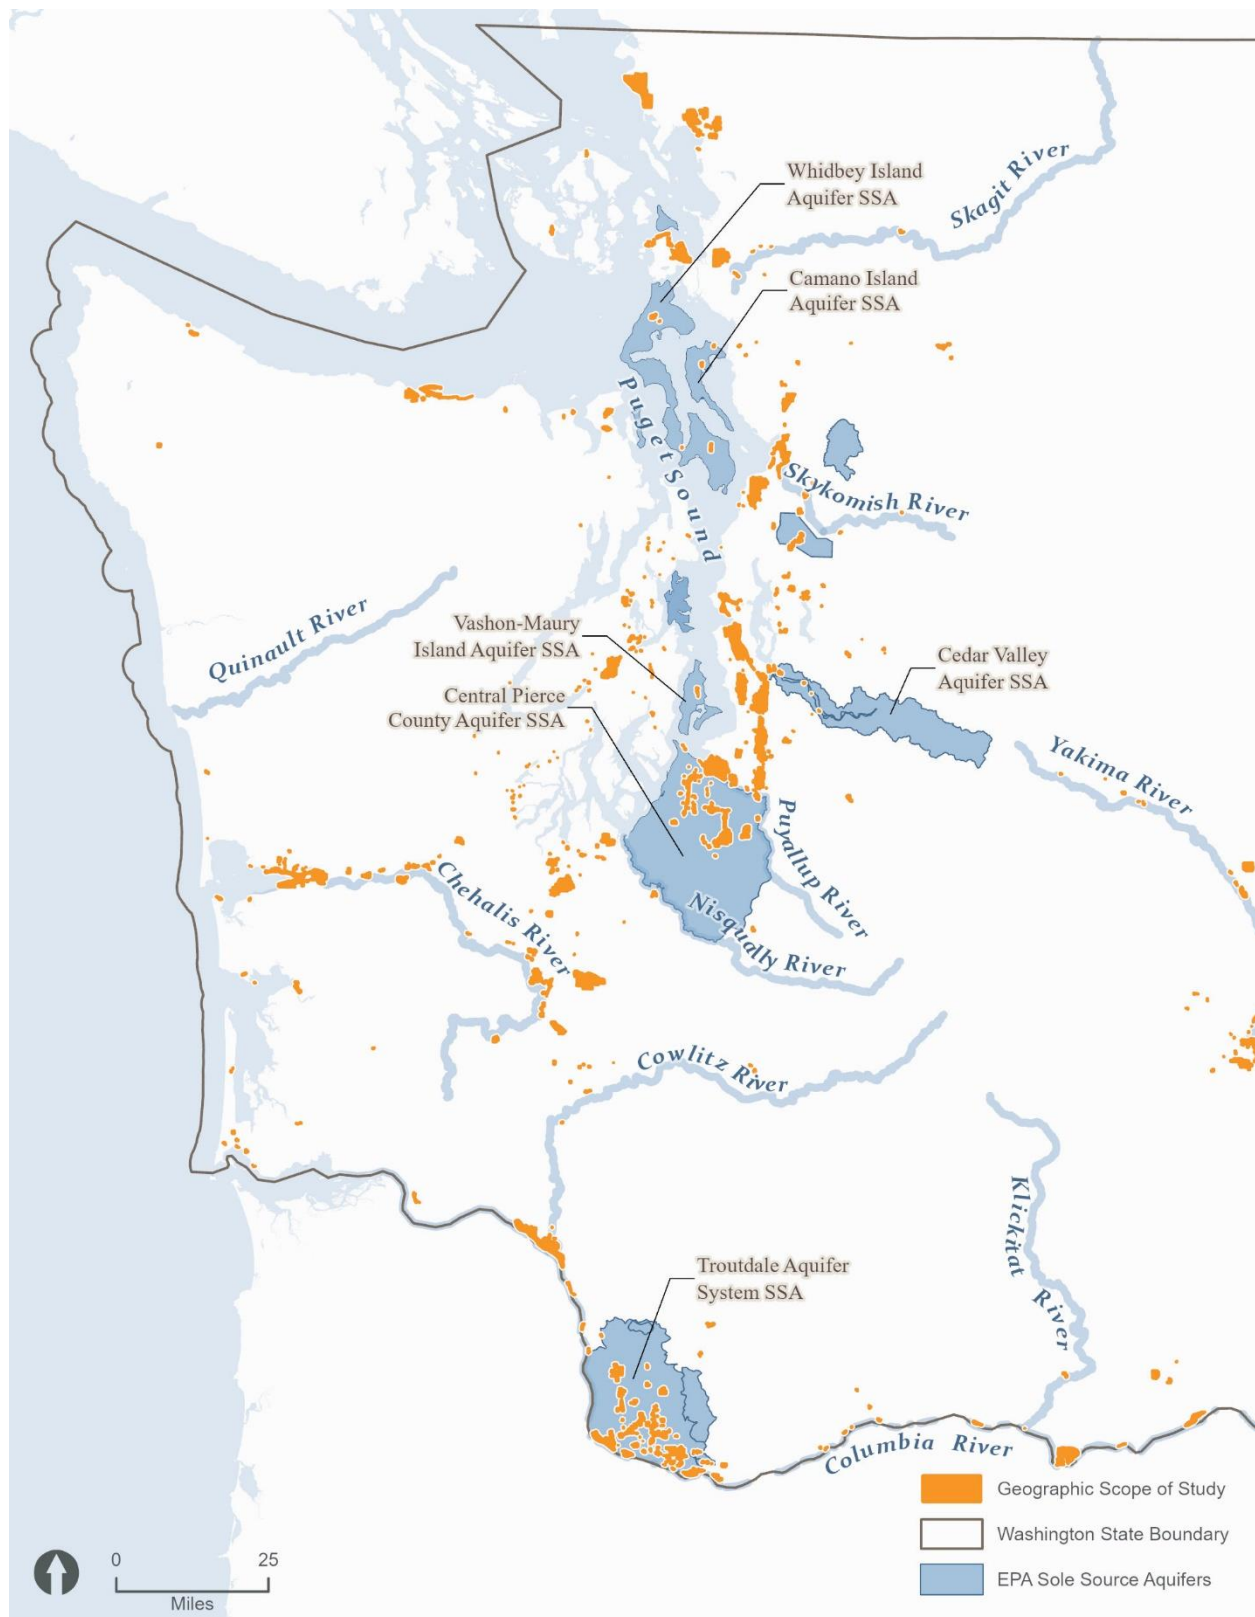 Whidbey Island
Aquifer SSA
Skagit River
Camano Island
Aquifer SSA
Puget Sound
Skykomish River
Quinault River
Vashon-Maury
Island Aquifer SSA
Central Pierce
County Aquifer SSA
Cedar Valley
Aquifer SSA
Yakima River
Puyallup River
Chehalis River
Nisqually River
Cowlitz River
Klickitat River
Troutdale Aquifer
System SSA
Columbia River
Geographic Scope of Study
Washington State Boundary
EPA Sole Source Aquifers
0 25
Miles